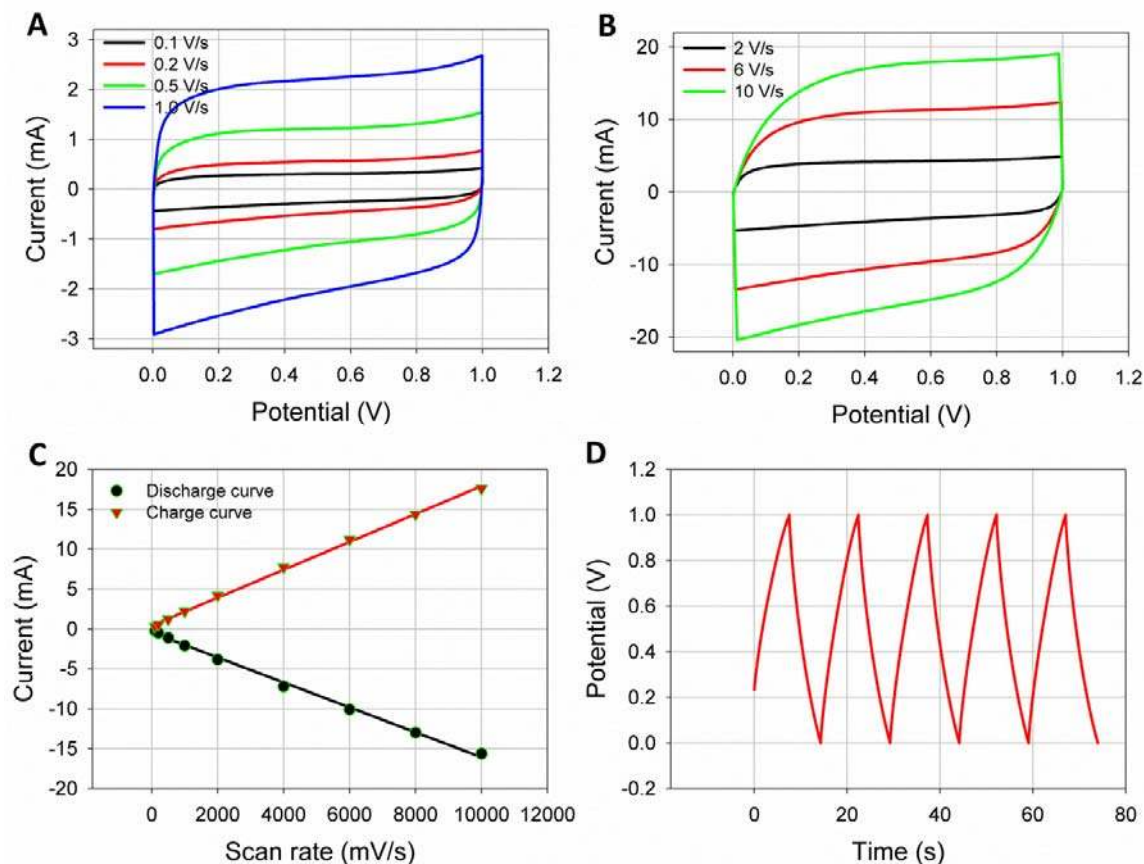 A
0.1 V/s
0.2 V/s
0.5 V/s
1.0 V/s
3
2
1
0
-1
-2
-3
Current (mA)
0.0 0.2 0.4 0.6 0.8 1.0 1.2
Potential (V)
B
2 V/s
6 V/s
10 V/s
20
10
0
-10
-20
Current (mA)
0.0 0.2 0.4 0.6 0.8 1.0 1.2
Potential (V)
C
Discharge curve
Charge curve
20
15
10
5
0
-5
-10
-15
-20
Current (mA)
0 2000 4000 6000 8000 10000 12000
Scan rate (mV/s)
D
1.2
1.0
0.8
0.6
0.4
0.2
0.0
-0.2
Potential (V)
0 20 40 60 80
Time (s)